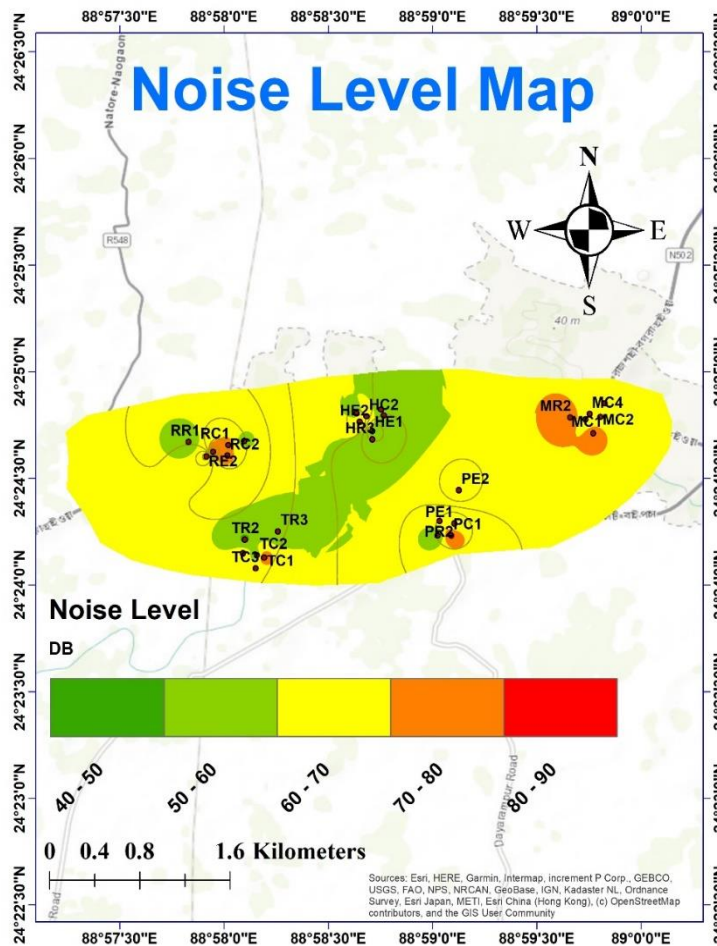 88°57'30"E 88°58'0"E 88°58'30"E 88°59'0"E 88°59'30"E 89°0'0"E
24°26'30"N
Noise Level Map
Natore-Naogaon
24°26'0"N
N
W E
S
R548
N502
24°25'30"N
40 m
24°25'0"N
HC2
HE2
HE1
HR3
MR2
MC4
MC1
MC2
RR1
RC1
RC2
RE2
24°24'30"N
PE2
PE1
PC1
PR2
TR2
TR3
TC2
TC3
TC1
24°24'0"N
Noise Level
DB
24°23'30"N
40 - 50
50 - 60
60 - 70
70 - 80
80 - 90
24°23'0"N
Dayarampur Road
0 0.4 0.8 1.6 Kilometers
Road
24°22'30"N
Sources: Esri, HERE, Garmin, Intermap, increment P Corp., GEBCO,
USGS, FAO, NPS, NRCAN, GeoBase, IGN, Kadaster NL, Ordnance
Survey, Esri Japan, METI, Esri China (Hong Kong), (c) OpenStreetMap
contributors, and the GIS User Community
88°57'30"E 88°58'0"E 88°58'30"E 88°59'0"E 88°59'30"E 89°0'0"E